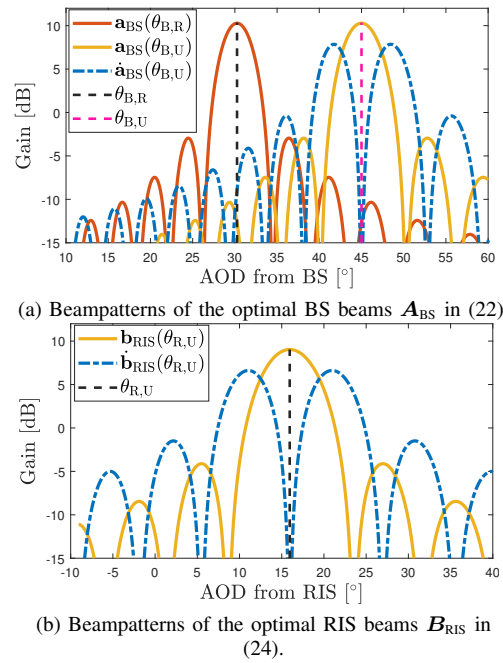 15
10
5
0
-5
-10
-15
Gain [dB]
a_BS(θ_B,R)
a_BS(θ_B,U)
ȧ_BS(θ_B,U)
θ_B,R
θ_B,U
10 15 20 25 30 35 40 45 50 55 60
AOD from BS [°]
(a) Beampatterns of the optimal BS beams A_BS in (22)
10
5
0
-5
-10
-15
Gain [dB]
b_RIS(θ_R,U)
ḃ_RIS(θ_R,U)
θ_R,U
-10 -5 0 5 10 15 20 25 30 35 40
AOD from RIS [°]
(b) Beampatterns of the optimal RIS beams B_RIS in
(24).